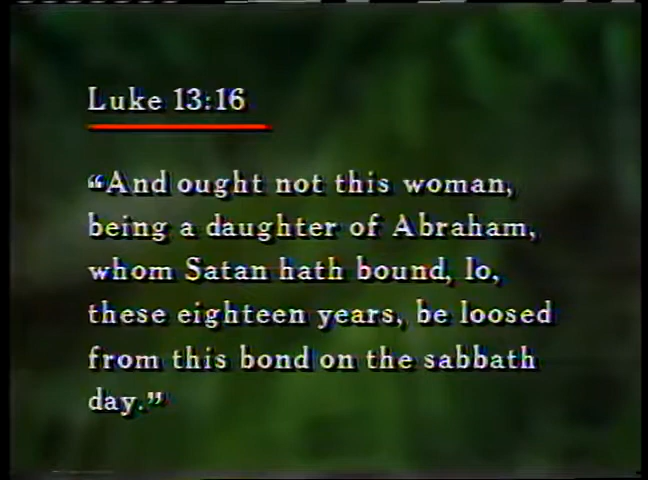 Luke 13:16
“And ought not this woman,
being a daughter of Abraham,
whom Satan hath bound, lo,
these eighteen years, be loosed
from this bond on the sabbath
day.”